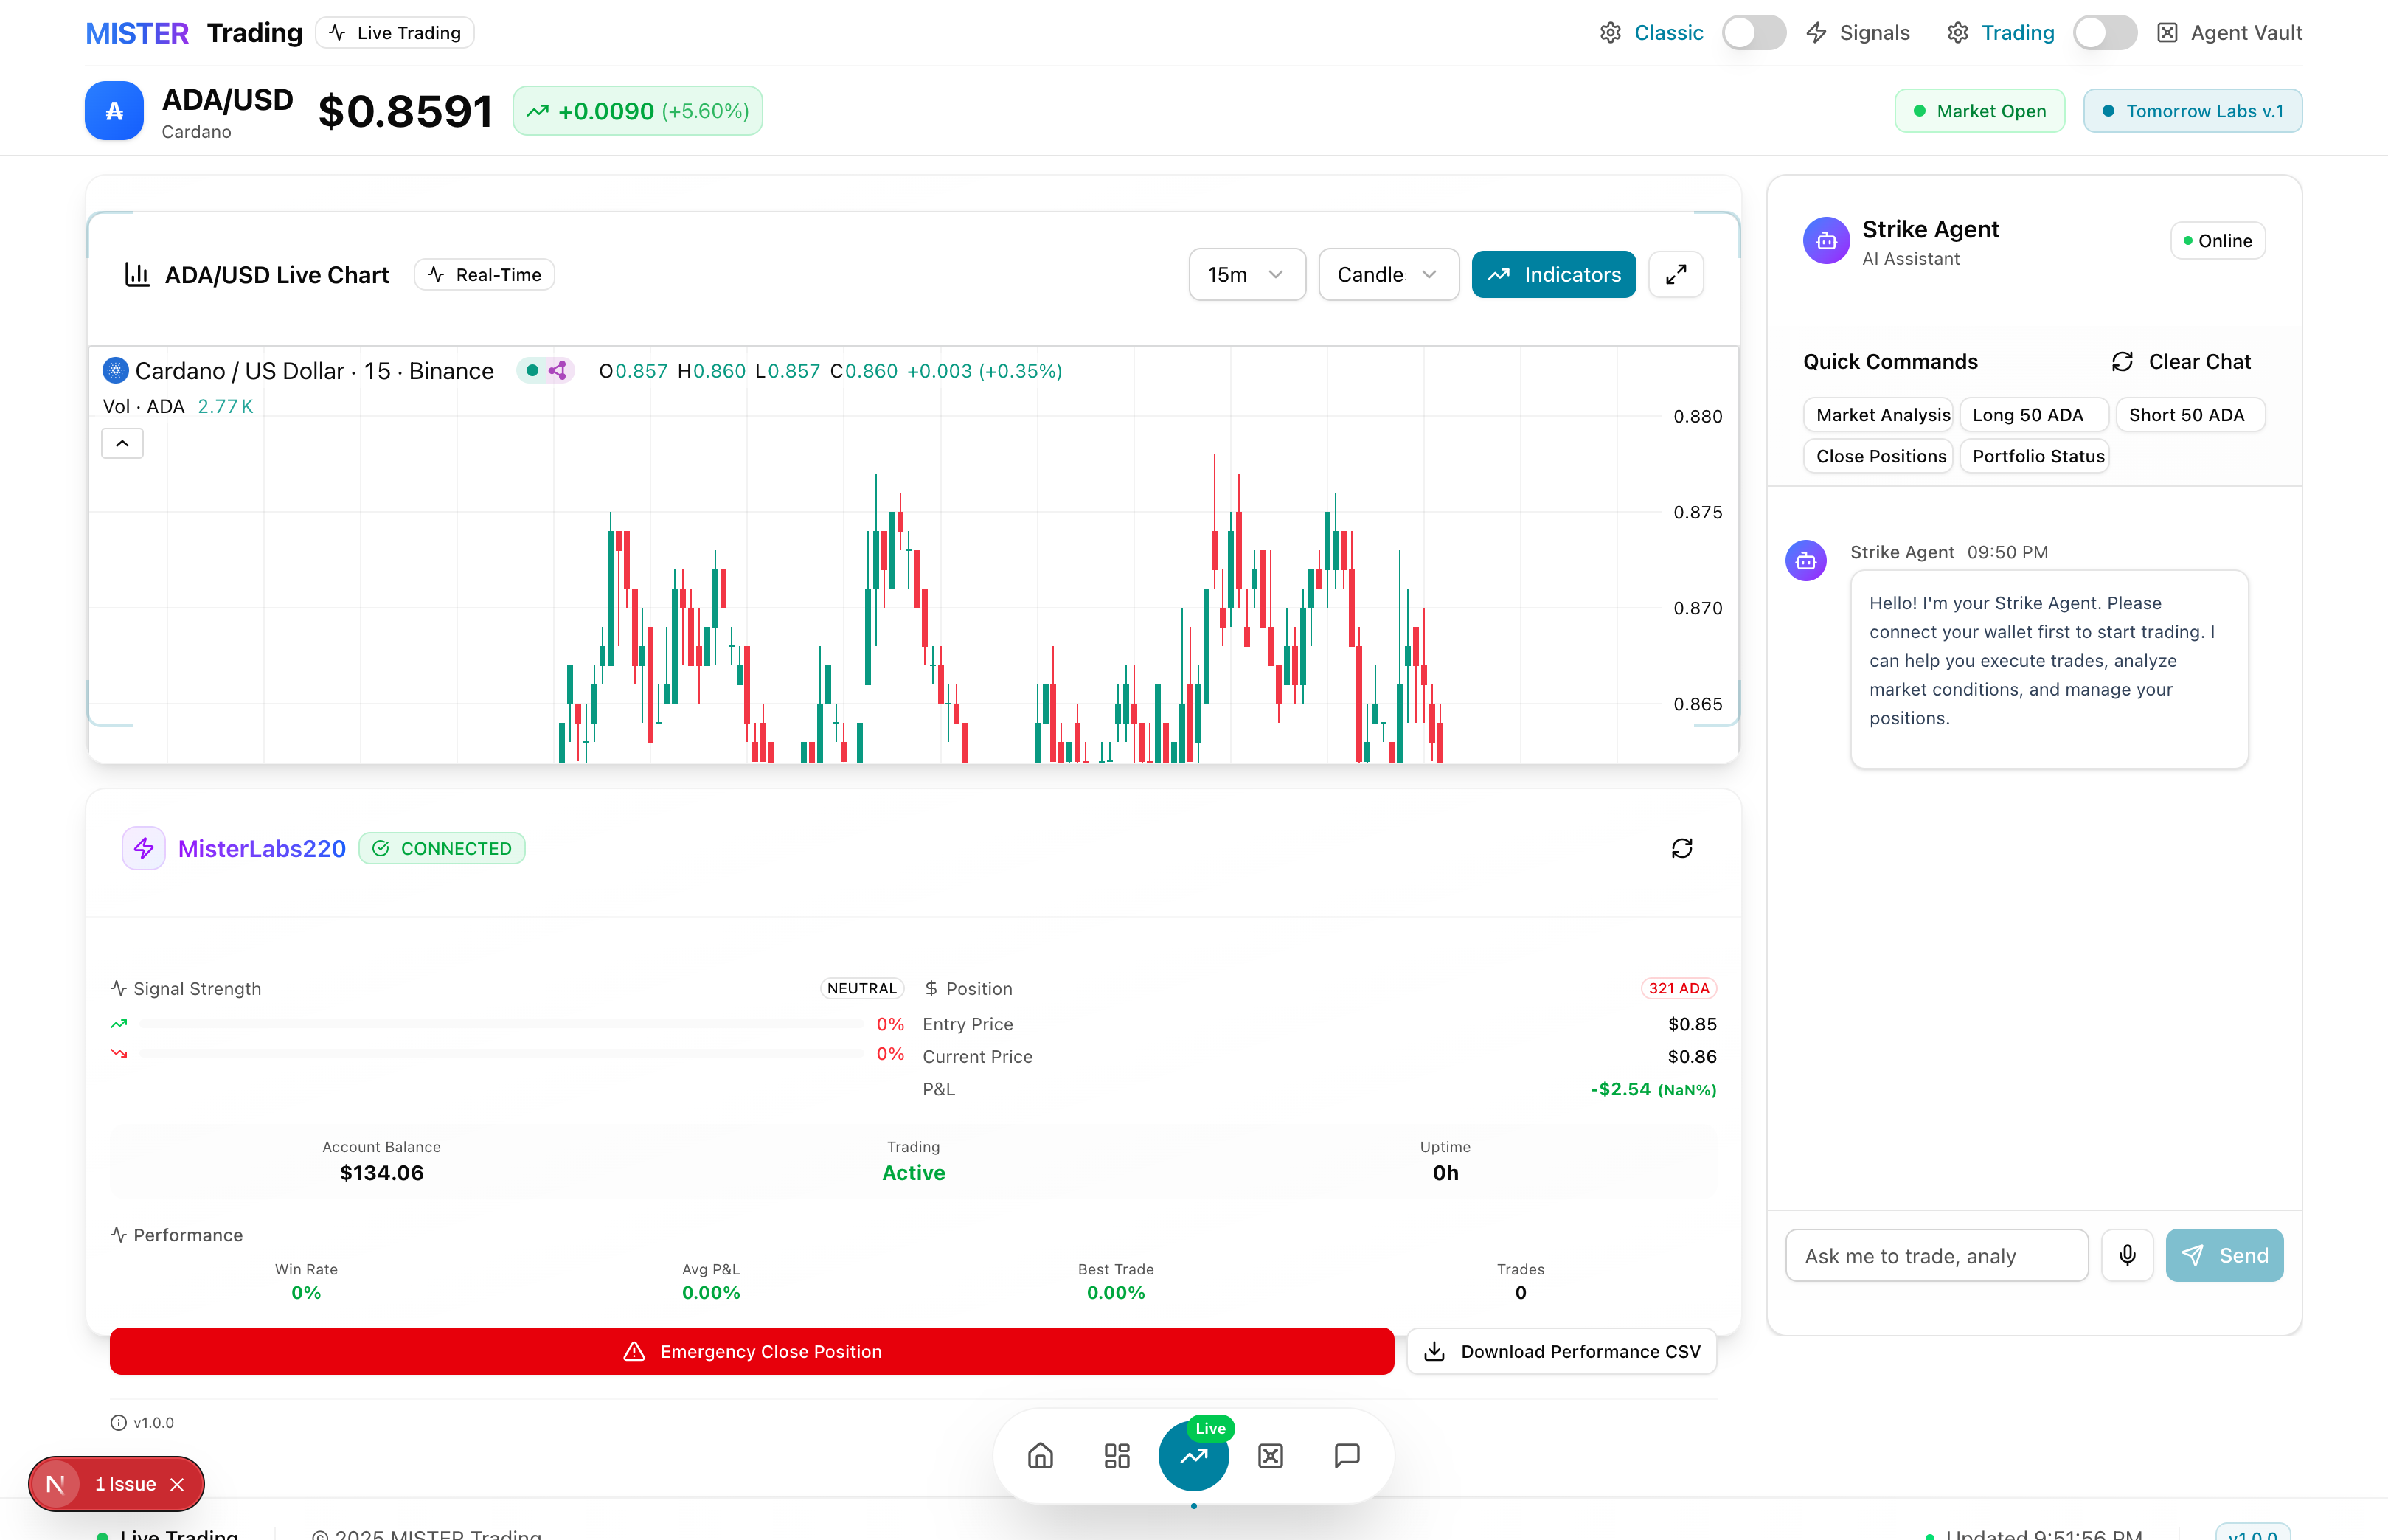 MISTER Trading Live Trading Classic Signals Trading Agent Vault
ADA/USD
Cardano
$0.8591
+0.0090 (+5.60%)
Market Open
Tomorrow Labs v.1
ADA/USD Live Chart
Real-Time
15m
Candle
Indicators
Cardano / US Dollar · 15 · Binance
O0.857 H0.860 L0.857 C0.860 +0.003 (+0.35%)
Vol · ADA 2.77K
0.880
0.875
0.870
0.865
Strike Agent
AI Assistant
Online
Quick Commands
Clear Chat
Market Analysis
Long 50 ADA
Short 50 ADA
Close Positions
Portfolio Status
Strike Agent 09:50 PM
Hello! I'm your Strike Agent. Please
connect your wallet first to start trading. I
can help you execute trades, analyze
market conditions, and manage your
positions.
Ask me to trade, analy
Send
MisterLabs220
CONNECTED
Signal Strength
NEUTRAL
0%
0%
$ Position
321 ADA
Entry Price
$0.85
Current Price
$0.86
P&L
-$2.54 (NaN%)
Account Balance
$134.06
Trading
Active
Uptime
0h
Performance
Win Rate
0%
Avg P&L
0.00%
Best Trade
0.00%
Trades
0
Emergency Close Position
Download Performance CSV
v1.0.0
Live
N 1 Issue
Live Trading
© 2025 MISTER Trading
Updated 9:51:56 PM
v1.0.0